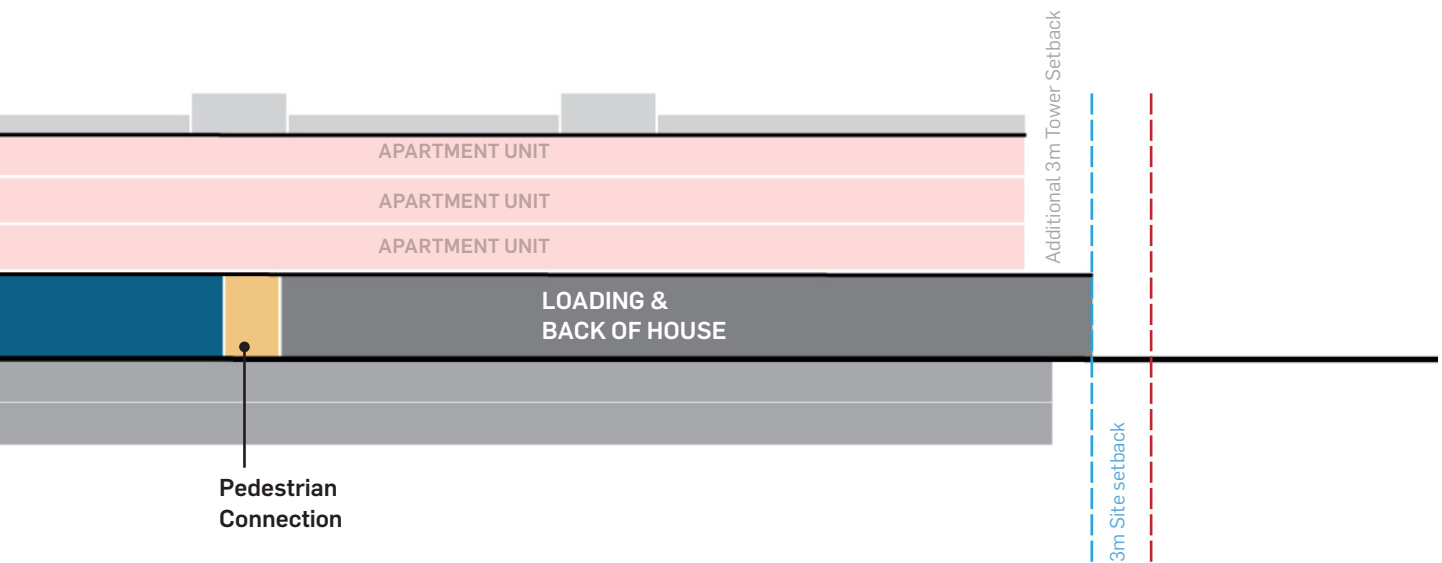 Additional 3m Tower Setback
APARTMENT UNIT
APARTMENT UNIT
APARTMENT UNIT
LOADING &
BACK OF HOUSE
Pedestrian
Connection
3m Site setback